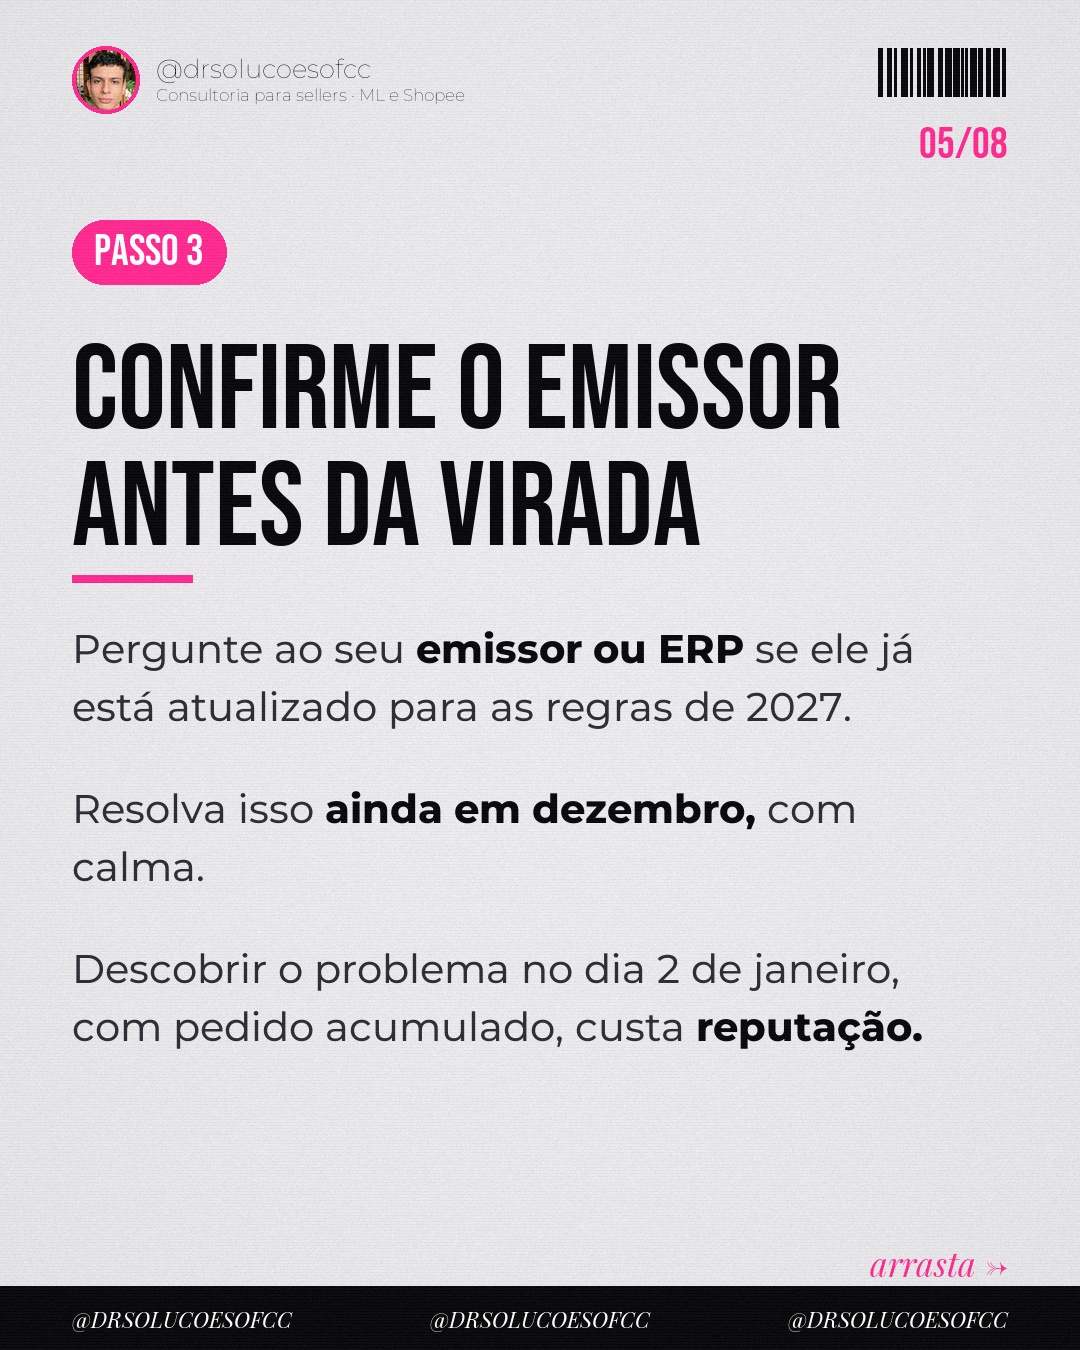 @drsolucoesofcc
Consultoria para sellers · ML e Shopee
05/08
PASSO 3
CONFIRME O EMISSOR
ANTES DA VIRADA
Pergunte ao seu emissor ou ERP se ele já
está atualizado para as regras de 2027.
Resolva isso ainda em dezembro, com
calma.
Descobrir o problema no dia 2 de janeiro,
com pedido acumulado, custa reputação.
arrasta
@DRSOLUCOESOFCC @DRSOLUCOESOFCC @DRSOLUCOESOFCC